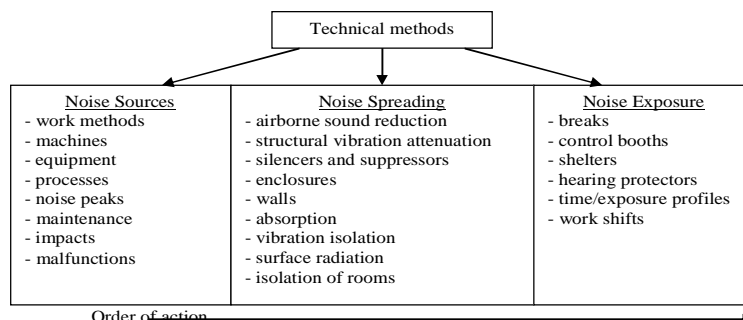 Technical methods
Noise Sources
- work methods
- machines
- equipment
- processes
- noise peaks
- maintenance
- impacts
- malfunctions
Noise Spreading
- airborne sound reduction
- structural vibration attenuation
- silencers and suppressors
- enclosures
- walls
- absorption
- vibration isolation
- surface radiation
- isolation of rooms
Noise Exposure
- breaks
- control booths
- shelters
- hearing protectors
- time/exposure profiles
- work shifts
Order of action